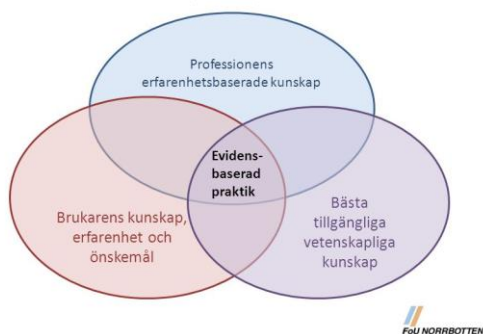 Professionens
erfarenhetsbaserade kunskap
Evidens-
baserad
praktik
Brukarens kunskap,
erfarenhet och
önskemål
Bästa
tillgängliga
vetenskapliga
kunskap
FoU NORRBOTTEN